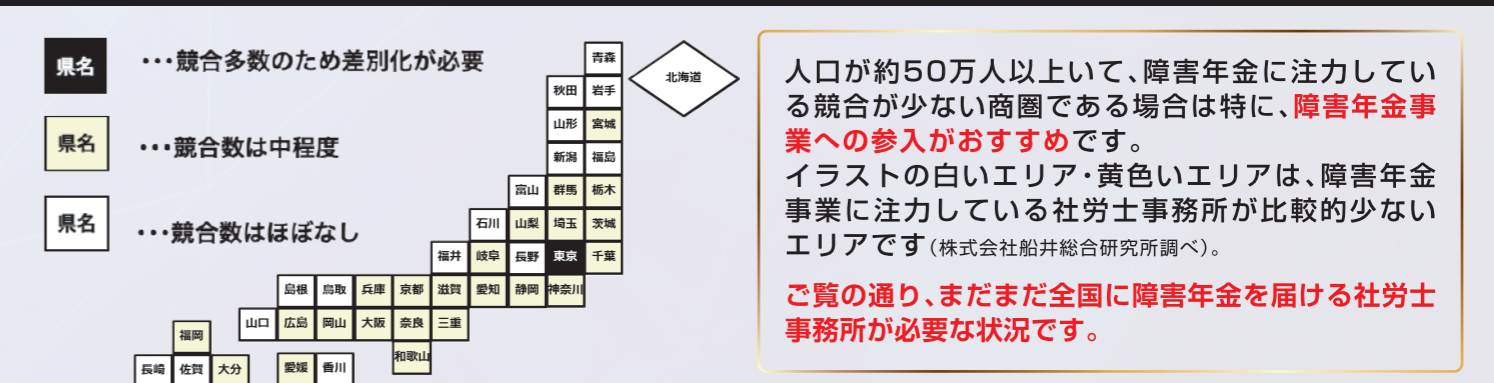 県名 ･･･競合多数のため差別化が必要
県名 ･･･競合数は中程度
県名 ･･･競合数はほぼなし
青森 北海道
秋田 岩手
山形 宮城
新潟 福島
富山 群馬 栃木
石川 山梨 埼玉 茨城
福井 岐阜 長野 東京 千葉
島根 鳥取 兵庫 京都 滋賀 愛知 静岡 神奈川
山口 広島 岡山 大阪 奈良 三重
福岡 和歌山
長崎 佐賀 大分 愛媛 香川
人口が約50万人以上いて、障害年金に注力してい
る競合が少ない商圏である場合は特に、障害年金事
業への参入がおすすめです。
イラストの白いエリア・黄色いエリアは、障害年金
事業に注力している社労士事務所が比較的少ない
エリアです(株式会社船井総合研究所調べ)。
ご覧の通り、まだまだ全国に障害年金を届ける社労士
事務所が必要な状況です。